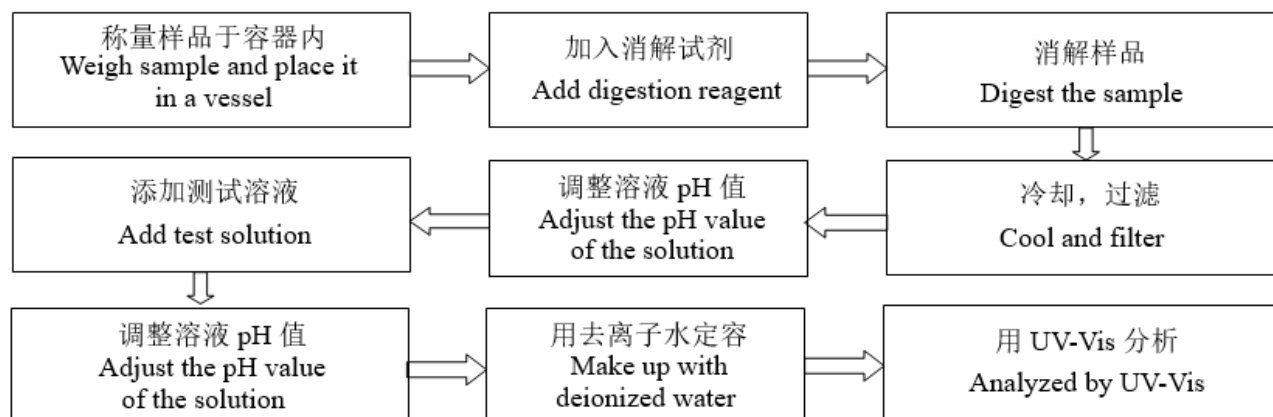 称量样品于容器内
Weigh sample and place it
in a vessel
加入消解试剂
Add digestion reagent
消解样品
Digest the sample
冷却，过滤
Cool and filter
调整溶液 pH 值
Adjust the pH value
of the solution
添加测试溶液
Add test solution
调整溶液 pH 值
Adjust the pH value
of the solution
用去离子水定容
Make up with
deionized water
用 UV-Vis 分析
Analyzed by UV-Vis